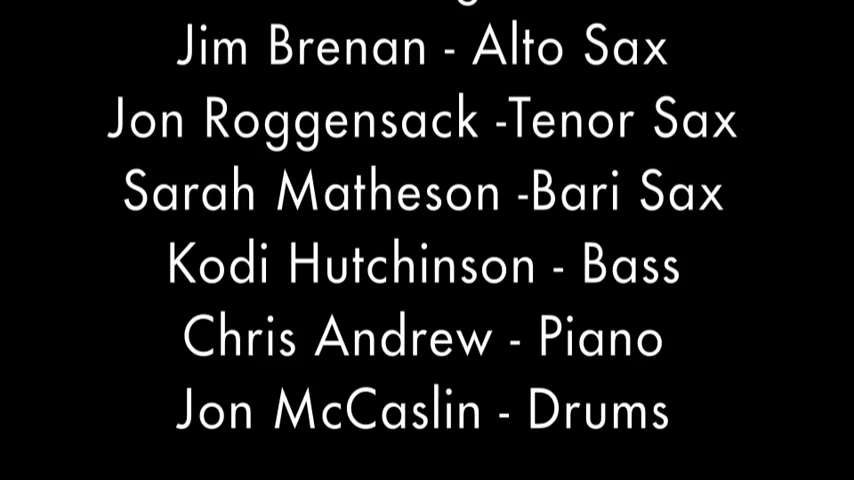 Jim Brenan - Alto Sax
Jon Roggensack -Tenor Sax
Sarah Matheson -Bari Sax
Kodi Hutchinson - Bass
Chris Andrew - Piano
Jon McCaslin - Drums